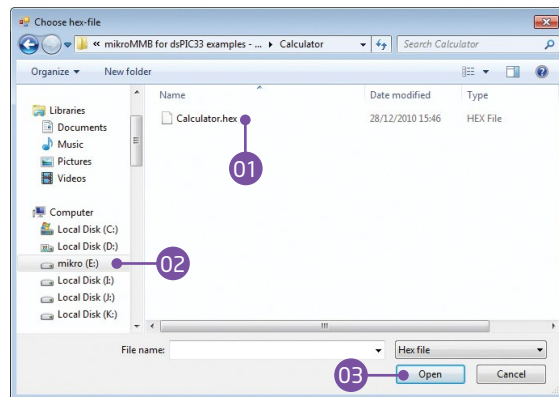 Choose hex-file
« mikroMMB for dsPIC33 examples - ... ▸ Calculator
Search Calculator
Organize
New folder
Name
Date modified
Type
Libraries
Documents
Music
Pictures
Videos
Calculator.hex
28/12/2010 15:46
HEX File
01
Computer
Local Disk (C:)
Local Disk (D:)
mikro (E:)
02
Local Disk (I:)
Local Disk (J:)
Local Disk (K:)
File name:
Hex file
03
Open
Cancel